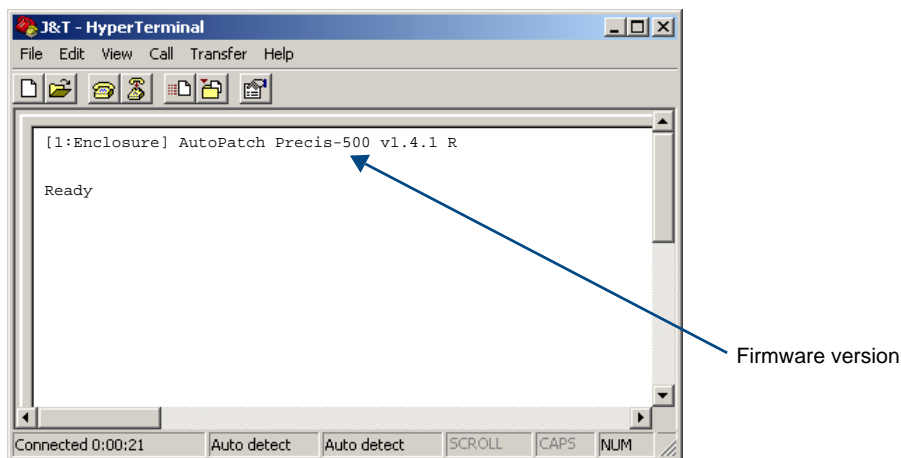 J&T - HyperTerminal
File Edit View Call Transfer Help
[1:Enclosure] AutoPatch Precis-500 v1.4.1 R
Ready
Firmware version
Connected 0:00:21 Auto detect Auto detect SCROLL CAPS NUM